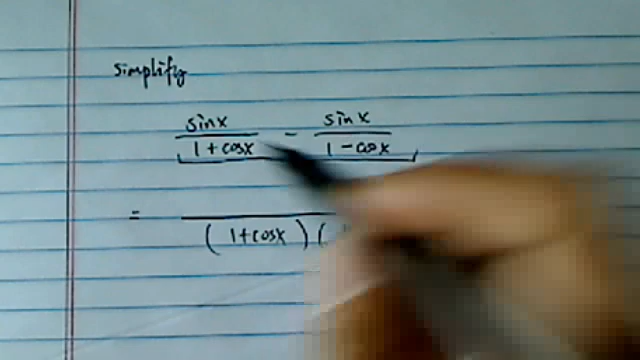 simplify
sinx sinx
— - —
1 + cosx 1 - cosx
=
(1+cosx) (